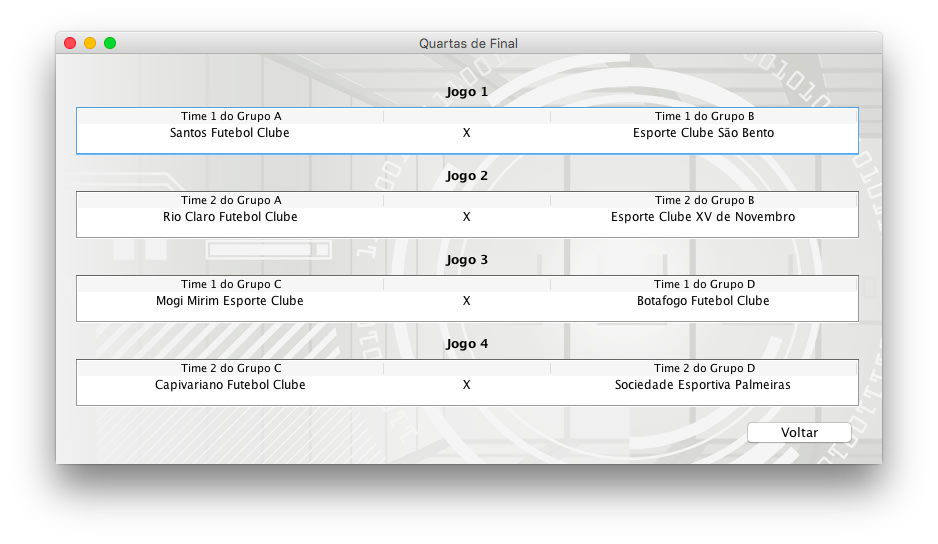 Quartas de Final
Jogo 1
Time 1 do Grupo A Time 1 do Grupo B
Santos Futebol Clube X Esporte Clube São Bento
Jogo 2
Time 2 do Grupo A Time 2 do Grupo B
Rio Claro Futebol Clube X Esporte Clube XV de Novembro
Jogo 3
Time 1 do Grupo C Time 1 do Grupo D
Mogi Mirim Esporte Clube X Botafogo Futebol Clube
Jogo 4
Time 2 do Grupo C Time 2 do Grupo D
Capivariano Futebol Clube X Sociedade Esportiva Palmeiras
Voltar